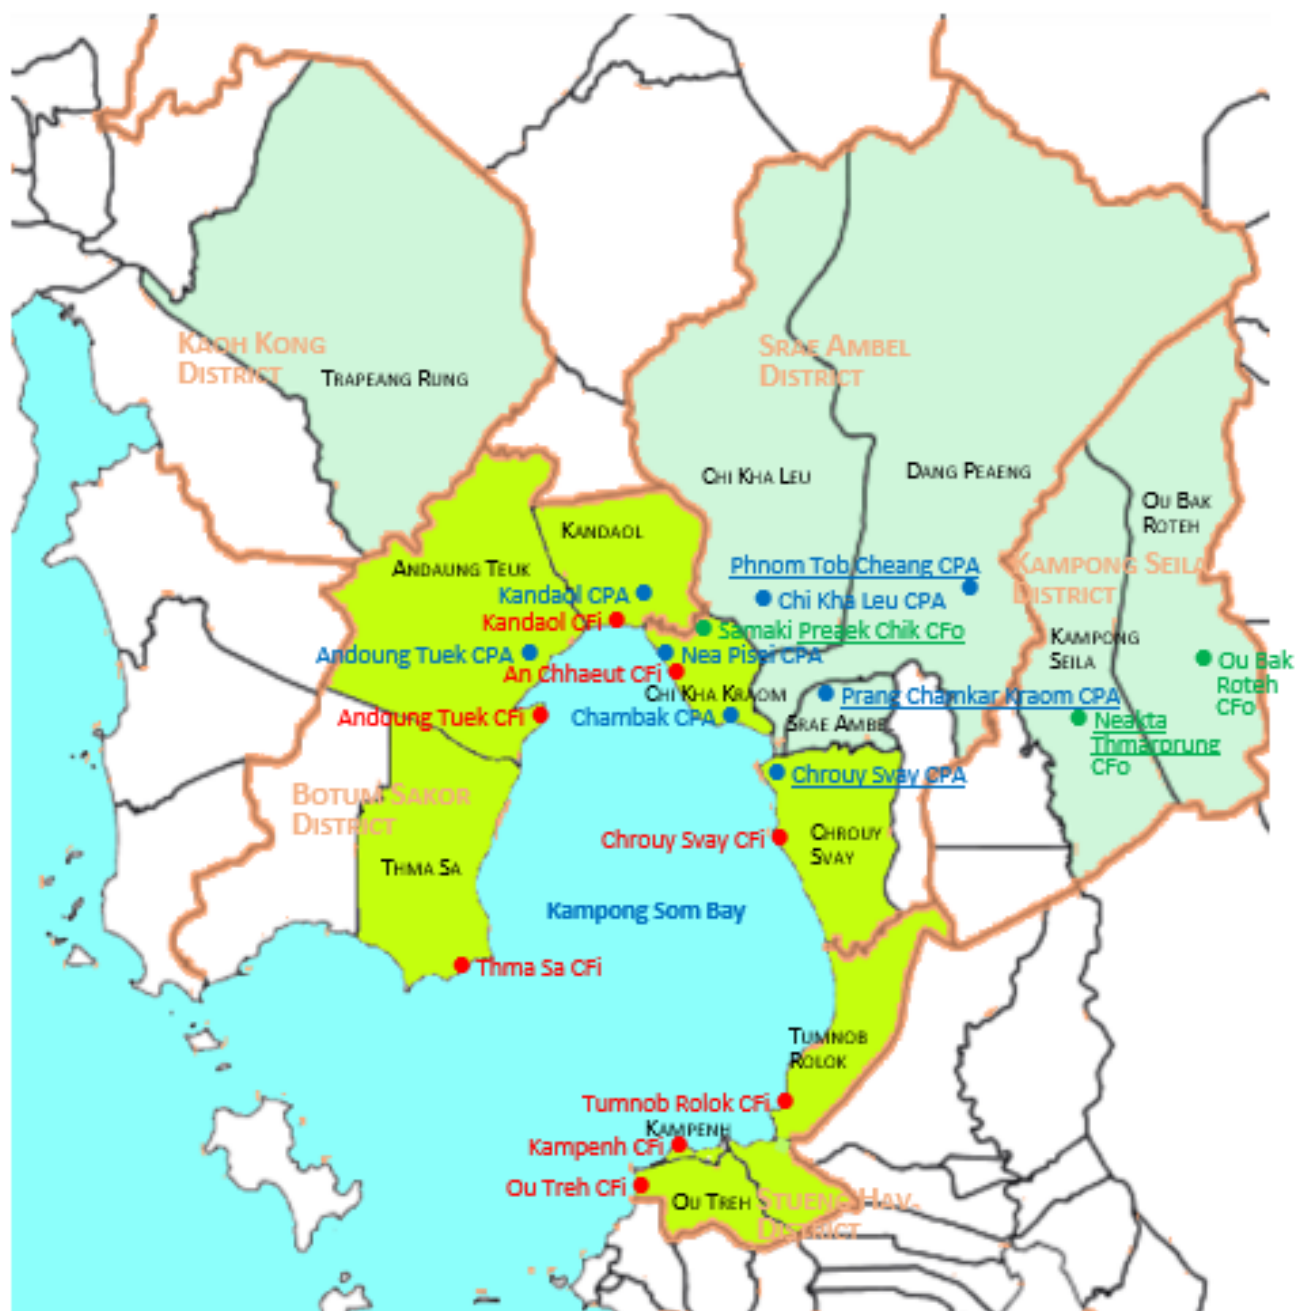 KAOH KONG
DISTRICT
TRAPEANG RUNG
SRAE AMBEL
DISTRICT
CHI KHA LEU
DANG PEAENG
OU BAK
ROTEH
KANDAOL
ANDAUNG TEUK
Phnom Tob Cheang CPA
KAMPONG SEILA
DISTRICT
Kandaol CPA
Chi Kha Leu CPA
Kandaol CFi
Samaki Preaek Chik CFo
KAMPONG
SEILA
Andoung Tuek CPA
Nea Pisei CPA
Ou Bak
Roteh
CFo
An Chhaeut CFi
CHI KHA KRAOM
Prang Chamkar Kraom CPA
Andoung Tuek CFi
Chambak CPA
SRAE AMBE
Neakta
Thmarprung
CFo
Chrouy Svay CPA
BOTUM SAKOR
DISTRICT
Chrouy Svay CFi
CHROUY
SVAY
THMA SA
Kampong Som Bay
Thma Sa CFi
TUMNOB
ROLOK
Tumnob Rolok CFi
KAMPENH
Kampenh CFi
Ou Treh CFi
OU TREH
STUENG HAV
DISTRICT